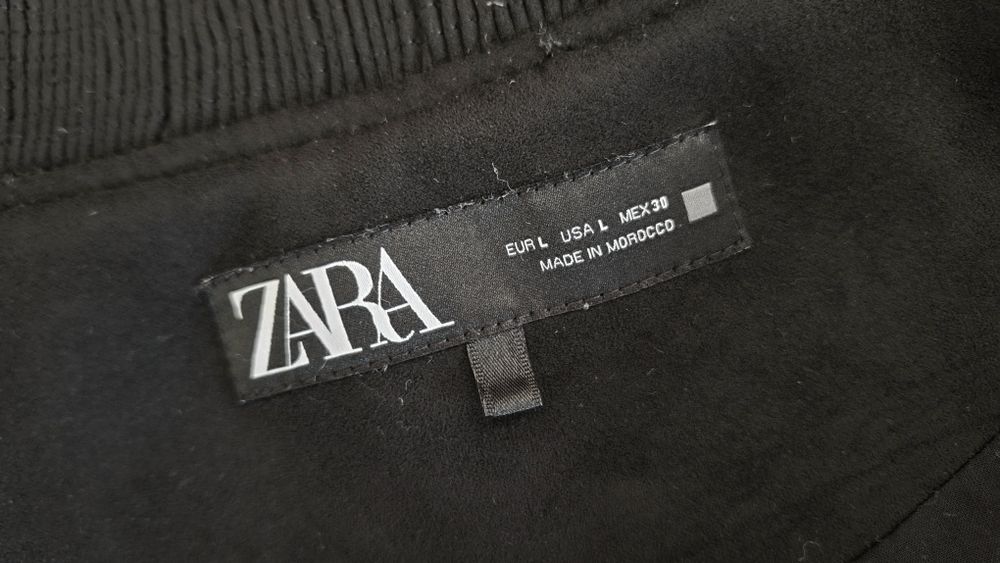 ZARA
EUR L USA L MEX 30
MADE IN MOROCCO